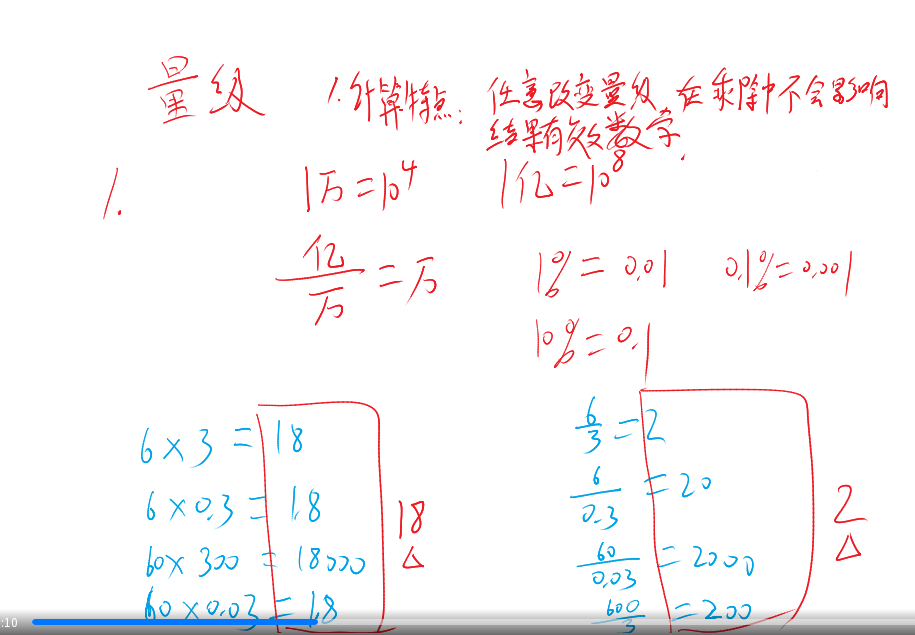 量级 1.计算特点：任意改变量级，在乘除中不会影响
结果有效数字.
1. 1万=10⁴ 1亿=10⁸
亿/万=万 1%=0.01 0.1%=0.001
10%=0.1
6×3=18 6/3=2
6×0.3=1.8 6/0.3=20
18 2
60×300=18000 60/0.03=2000
60×0.03=1.8 600/3=200
:10